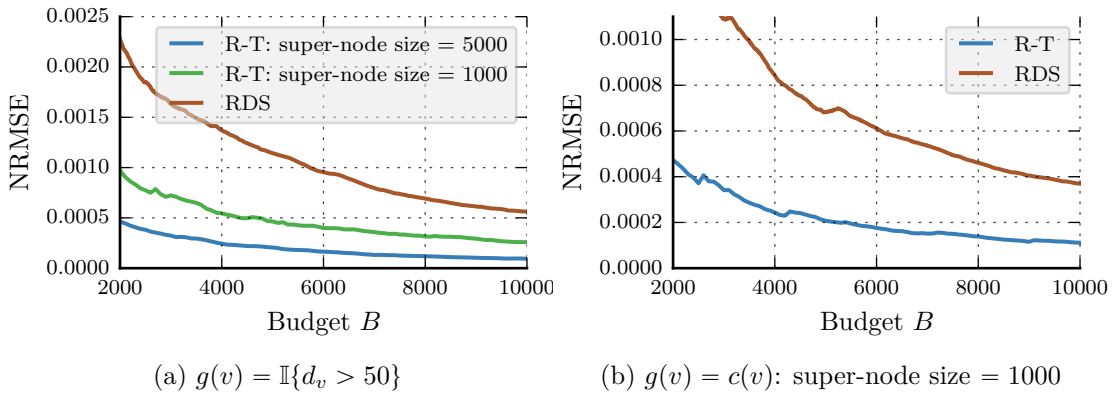 0.0025
0.0020
0.0015
0.0010
0.0005
0.0000
NRMSE
R-T: super-node size = 5000
R-T: super-node size = 1000
RDS
2000 4000 6000 8000 10000
Budget B
(a) g(v) = 𝕀{d_v > 50}
0.0010
0.0008
0.0006
0.0004
0.0002
0.0000
NRMSE
R-T
RDS
2000 4000 6000 8000 10000
Budget B
(b) g(v) = c(v): super-node size = 1000